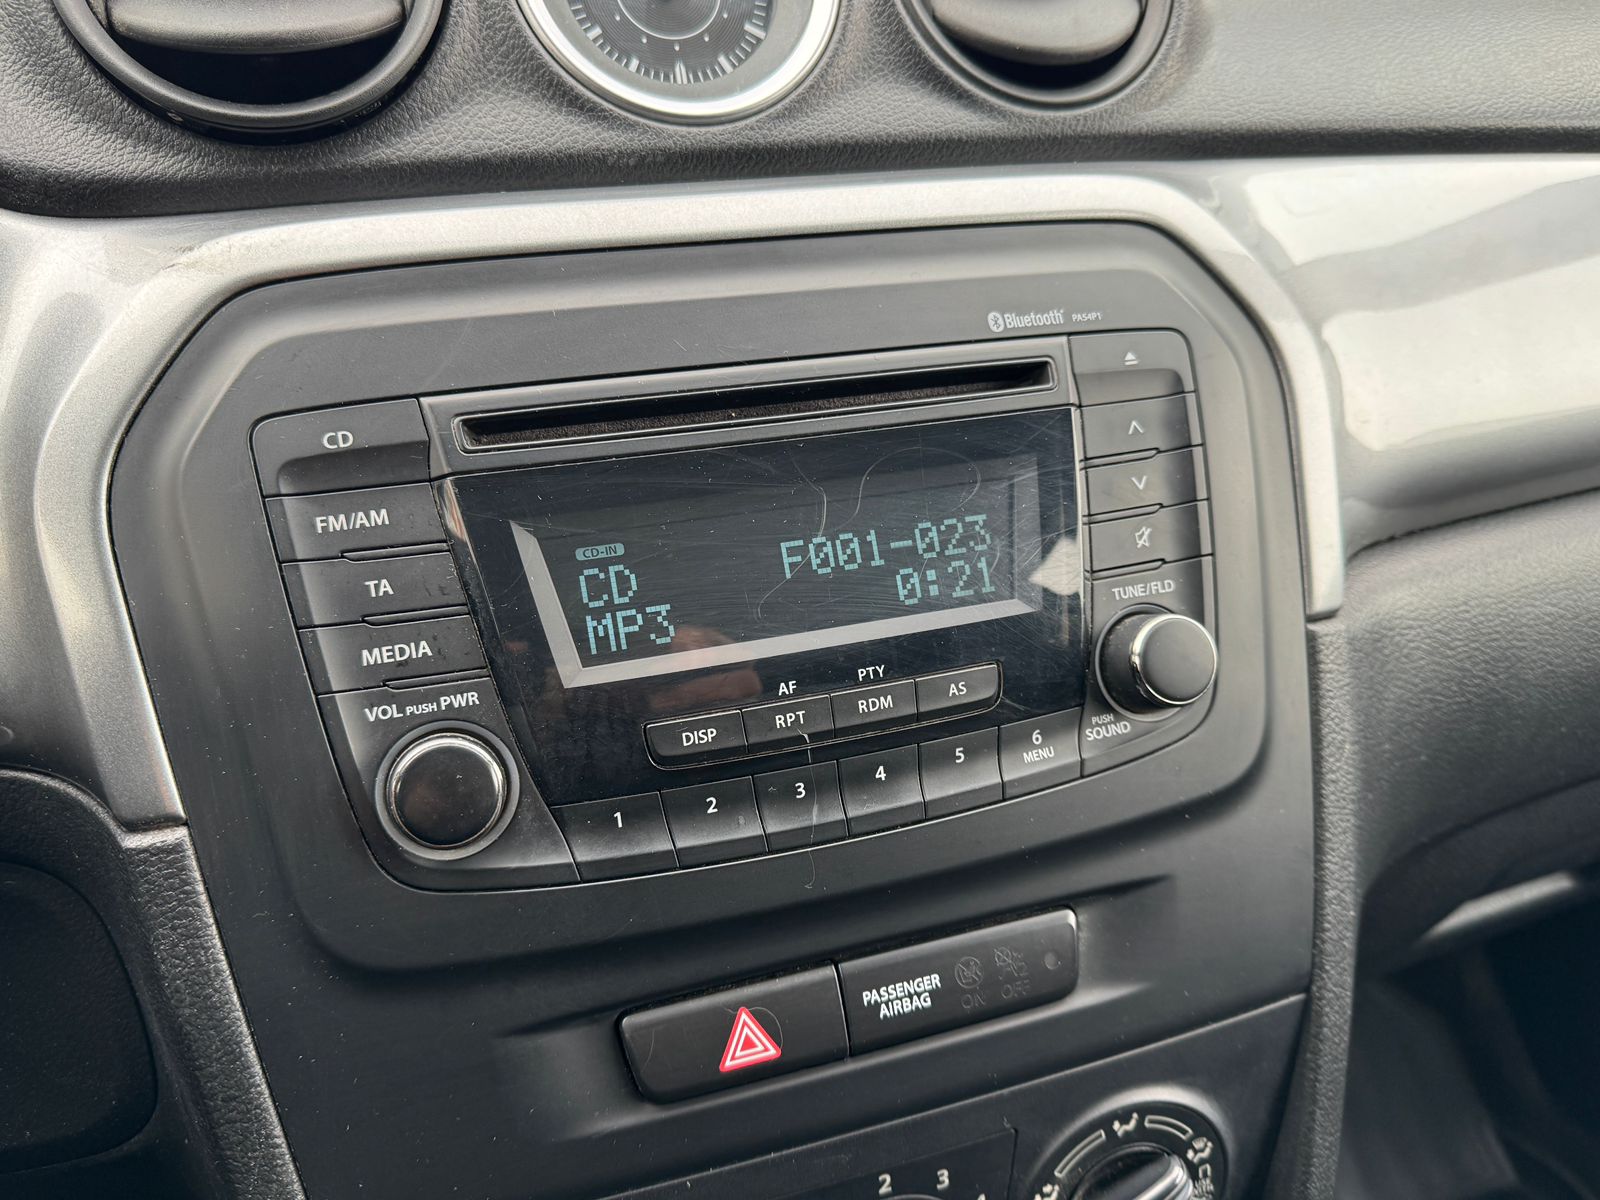 Bluetooth PA54P1
CD
FM/AM
TA
MEDIA
VOL PUSH PWR
CD-IN
CD
F001-023
0:21
MP3
TUNE/FLD
PUSH
SOUND
AF
PTY
DISP
RPT
RDM
AS
1
2
3
4
5
6
MENU
PASSENGER
AIRBAG
ON
OFF
2
3